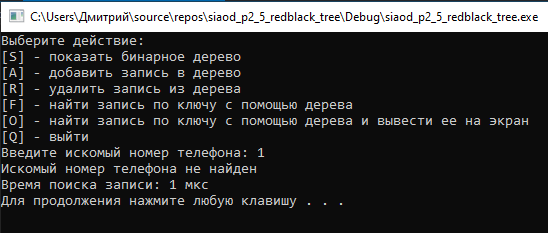 C:\Users\Дмитрий\source\repos\siaod_p2_5_redblack_tree\Debug\siaod_p2_5_redblack_tree.exe
Выберите действие:
[S] - показать бинарное дерево
[A] - добавить запись в дерево
[R] - удалить запись из дерева
[F] - найти запись по ключу с помощью дерева
[O] - найти запись по ключу с помощью дерева и вывести ее на экран
[Q] - выйти
Введите искомый номер телефона: 1
Искомый номер телефона не найден
Время поиска записи: 1 мкс
Для продолжения нажмите любую клавишу . . .